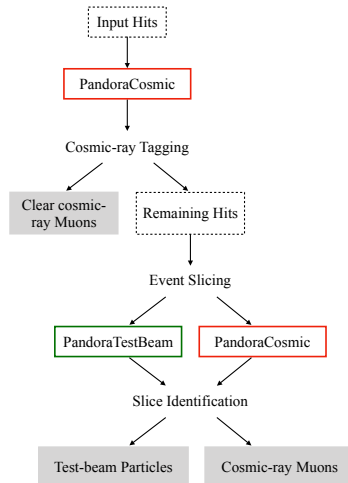 Input Hits
PandoraCosmic
Cosmic-ray Tagging
Clear cosmic-
ray Muons
Remaining Hits
Event Slicing
PandoraTestBeam
PandoraCosmic
Slice Identification
Test-beam Particles
Cosmic-ray Muons